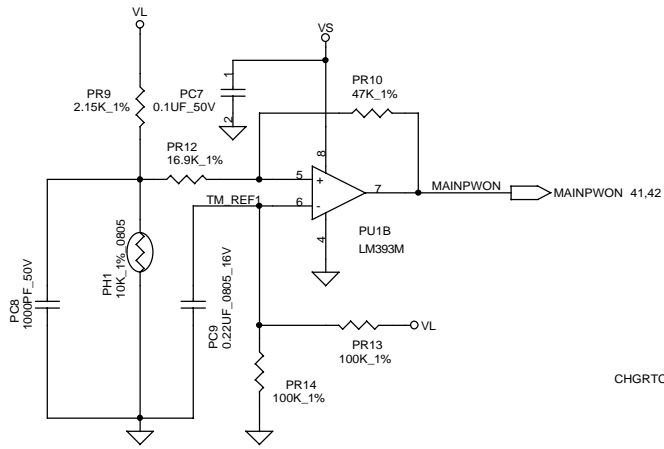 VL
VS
PR9
2.15K_1%
1
PC7
0.1UF_50V
2
PR10
47K_1%
PR12
16.9K_1%
8
5
+
7
MAINPWON
MAINPWON 41,42
TM_REF1
6
-
PU1B
LM393M
4
PC8
1000PF_50V
PH1
10K_1%_0805
PC9
0.22UF_0805_16V
PR13
100K_1%
VL
PR14
100K_1%
CHGRTC